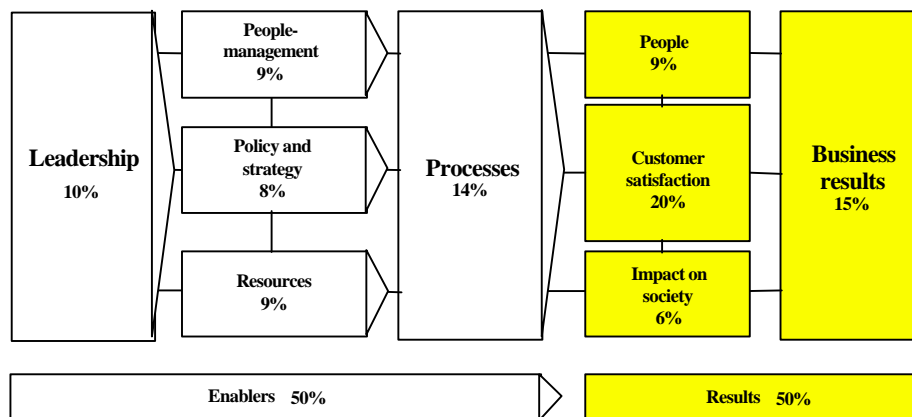 Leadership
10%
People-
management
9%
Policy and
strategy
8%
Resources
9%
Processes
14%
People
9%
Customer
satisfaction
20%
Impact on
society
6%
Business
results
15%
Enablers 50%
Results 50%